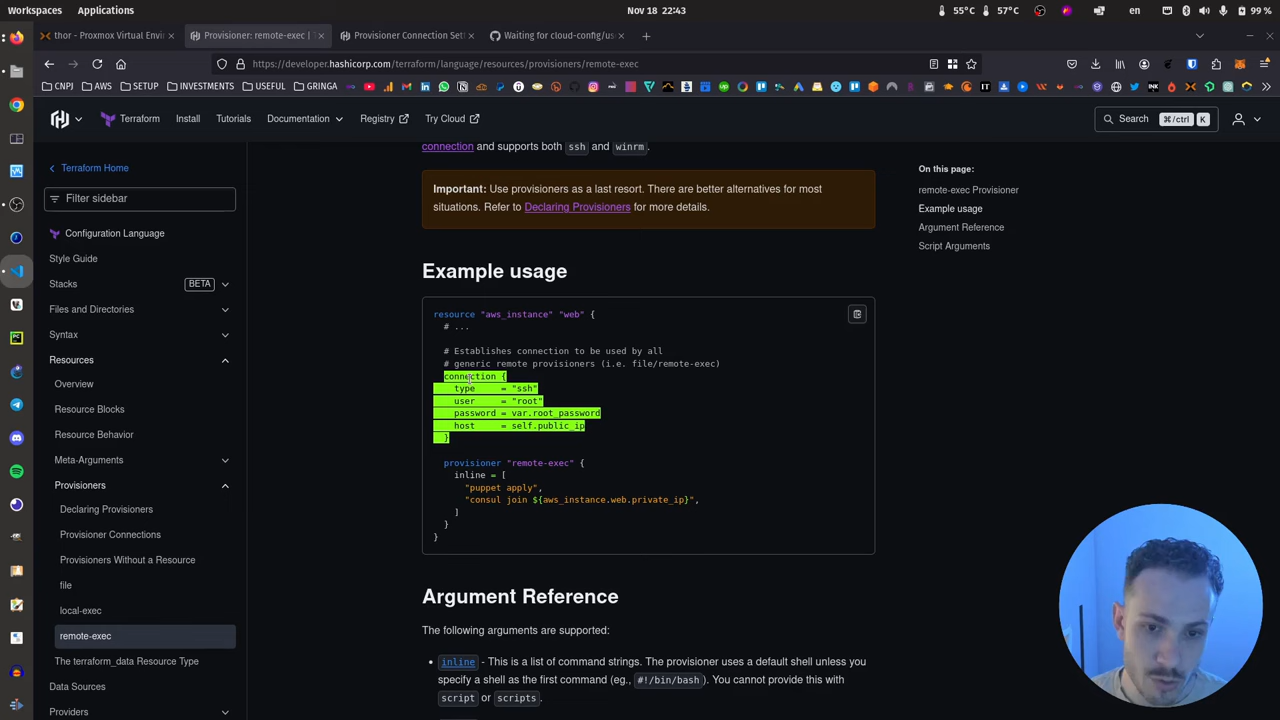 Workspaces Applications Nov 18 22:43 55°C 57°C en 99 %
thor - Proxmox Virtual Envi Provisioner: remote-exec | T Provisioner Connection Set Waiting for cloud-config/us
https://developer.hashicorp.com/terraform/language/resources/provisioners/remote-exec
CNPJ AWS SETUP INVESTMENTS USEFUL GRINGA
Terraform Install Tutorials Documentation Registry Try Cloud Search ⌘/ctrl K
Terraform Home
Filter sidebar
Configuration Language
Style Guide
Stacks BETA
Files and Directories
Syntax
Resources
Overview
Resource Blocks
Resource Behavior
Meta-Arguments
Provisioners
Declaring Provisioners
Provisioner Connections
Provisioners Without a Resource
file
local-exec
remote-exec
The terraform_data Resource Type
Data Sources
Providers
connection and supports both ssh and winrm.
Important: Use provisioners as a last resort. There are better alternatives for most
situations. Refer to Declaring Provisioners for more details.
Example usage
resource "aws_instance" "web" {
# ...
# Establishes connection to be used by all
# generic remote provisioners (i.e. file/remote-exec)
connection {
type = "ssh"
user = "root"
password = var.root_password
host = self.public_ip
}
provisioner "remote-exec" {
inline = [
"puppet apply",
"consul join ${aws_instance.web.private_ip}",
]
}
}
Argument Reference
The following arguments are supported:
• inline - This is a list of command strings. The provisioner uses a default shell unless you
specify a shell as the first command (eg., #!/bin/bash). You cannot provide this with
script or scripts.
On this page:
remote-exec Provisioner
Example usage
Argument Reference
Script Arguments